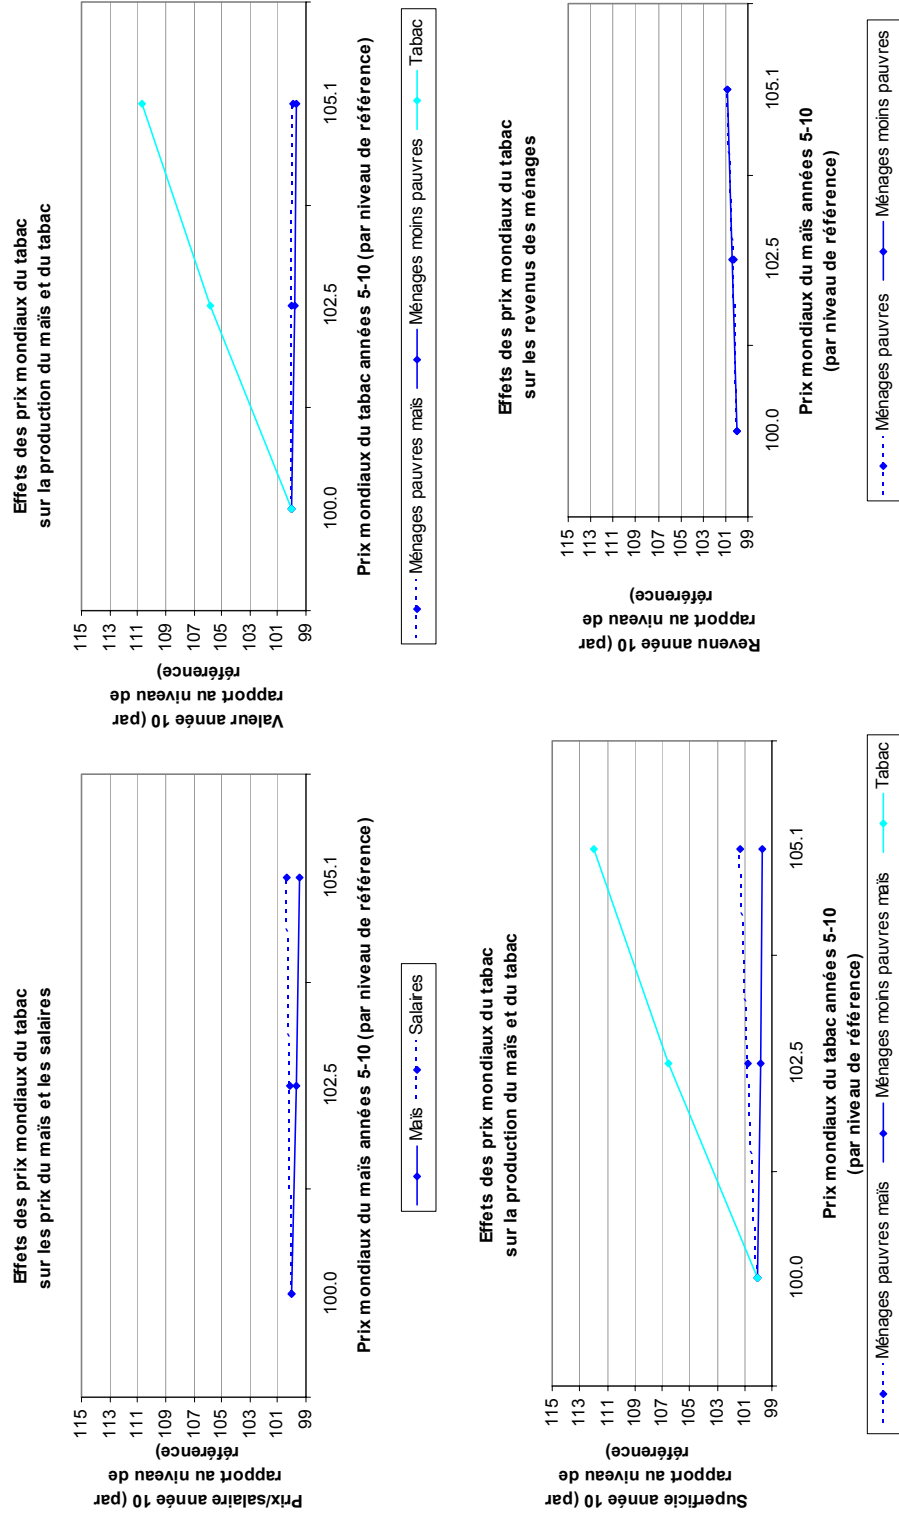 Effets des prix mondiaux du tabac
sur les prix du maïs et les salaires
Prix/salaire année 10 (par
rapport au niveau de
référence)
115
113
111
109
107
105
103
101
99
100.0
102.5
105.1
Prix mondiaux du maïs années 5-10 (par niveau de référence)
Maïs
Salaires
Effets des prix mondiaux du tabac
sur la production du maïs et du tabac
Valeur année 10 (par
rapport au niveau de
référence)
115
113
111
109
107
105
103
101
99
100.0
102.5
105.1
Prix mondiaux du tabac années 5-10 (par niveau de référence)
Ménages pauvres maïs
Ménages moins pauvres
Tabac
Effets des prix mondiaux du tabac
sur la production du maïs et du tabac
Superficie année 10 (par
rapport au niveau de
référence)
115
113
111
109
107
105
103
101
99
100.0
102.5
105.1
Prix mondiaux du tabac années 5-10
(par niveau de référence)
Ménages pauvres maïs
Ménages moins pauvres maïs
Tabac
Effets des prix mondiaux du tabac
sur les revenus des ménages
Revenu année 10 (par
rapport au niveau de
référence)
115
113
111
109
107
105
103
101
99
100.0
102.5
105.1
Prix mondiaux du maïs années 5-10
(par niveau de référence)
Ménages pauvres
Ménages moins pauvres